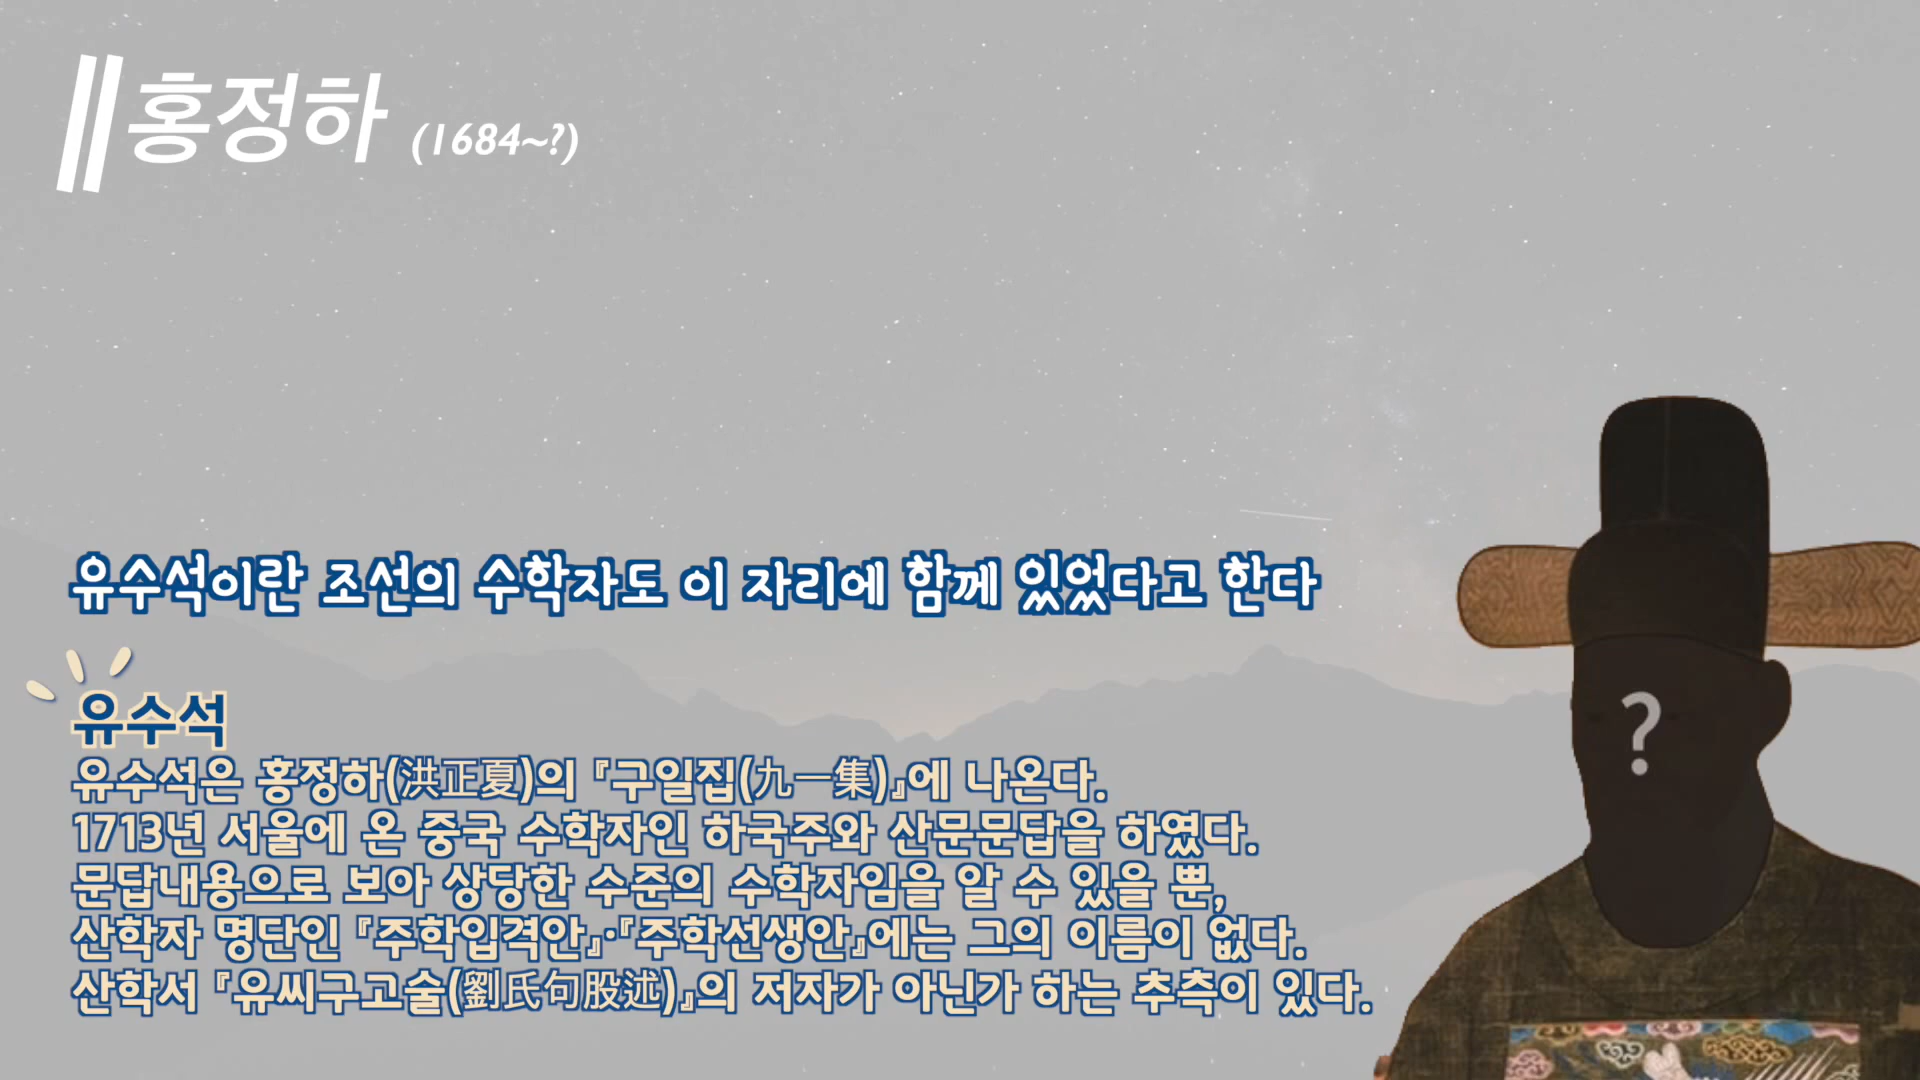 홍정하 (1684~?)
유수석이란 조선의 수학자도 이 자리에 함께 있었다고 한다
유수석
유수석은 홍정하(洪正夏)의 『구일집(九一集)』에 나온다.
1713년 서울에 온 중국 수학자인 하국주와 산문문답을 하였다.
문답내용으로 보아 상당한 수준의 수학자임을 알 수 있을 뿐,
산학자 명단인 『주학입격안』·『주학선생안』에는 그의 이름이 없다.
산학서 『유씨구고술(劉氏句股述)』의 저자가 아닌가 하는 추측이 있다.
?